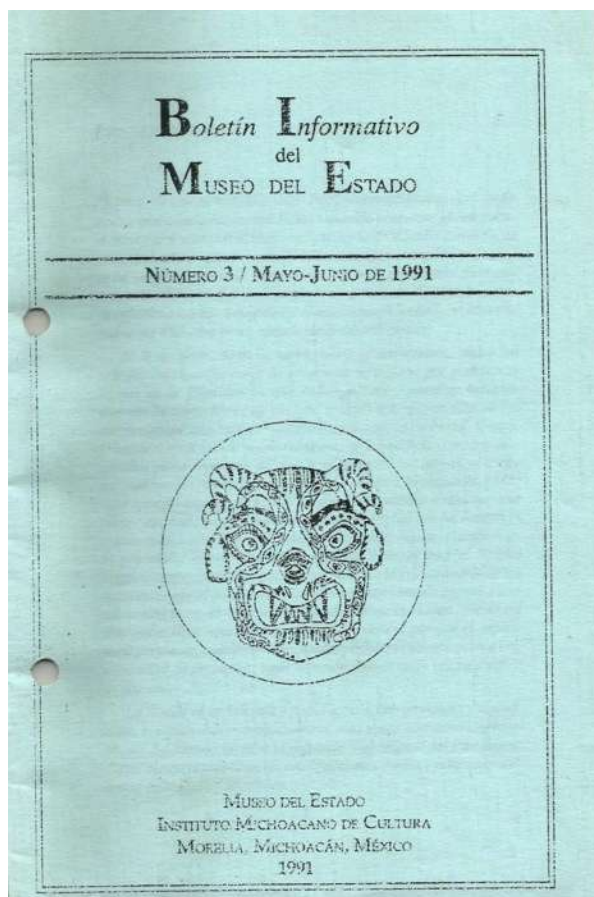 Boletín Informativo
del
MUSEO DEL ESTADO
NÚMERO 3 / MAYO-JUNIO DE 1991
MUSEO DEL ESTADO
INSTITUTO MICHOACANO DE CULTURA
MORELIA, MICHOACÁN, MÉXICO
1991